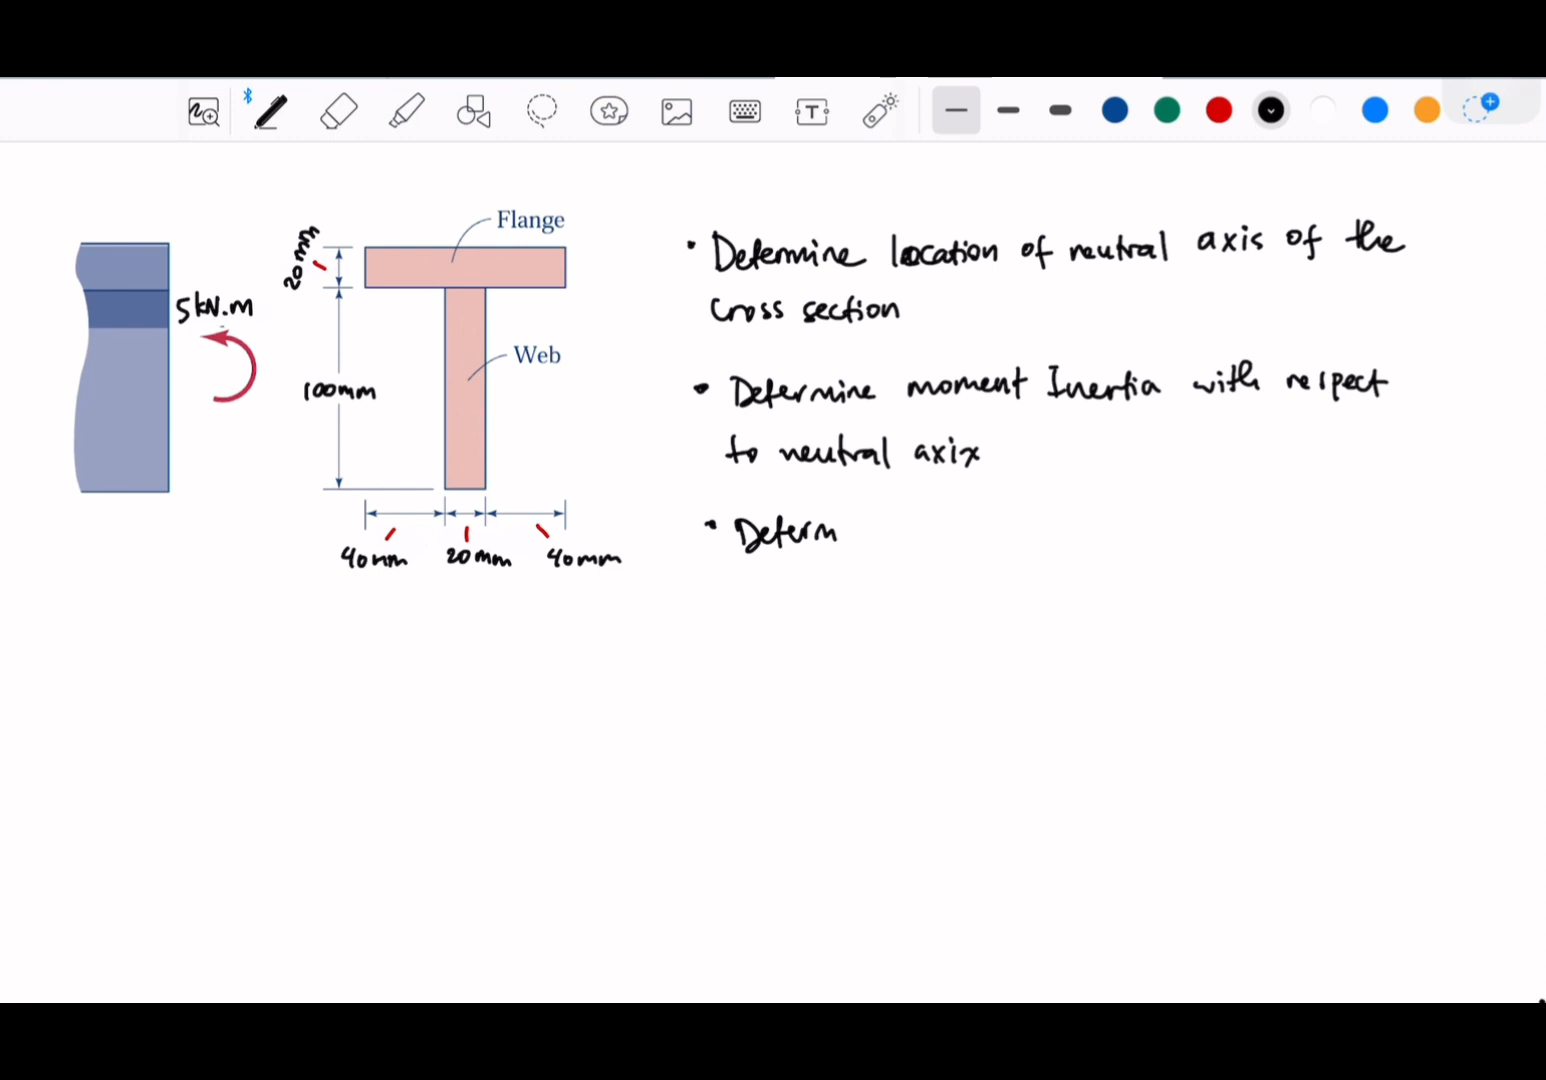 Flange
20mm
5kN.m
Web
100mm
40mm 20mm 40mm
• Determine location of neutral axis of the
cross section
• Determine moment Inertia with respect
to neutral axix
• Determ